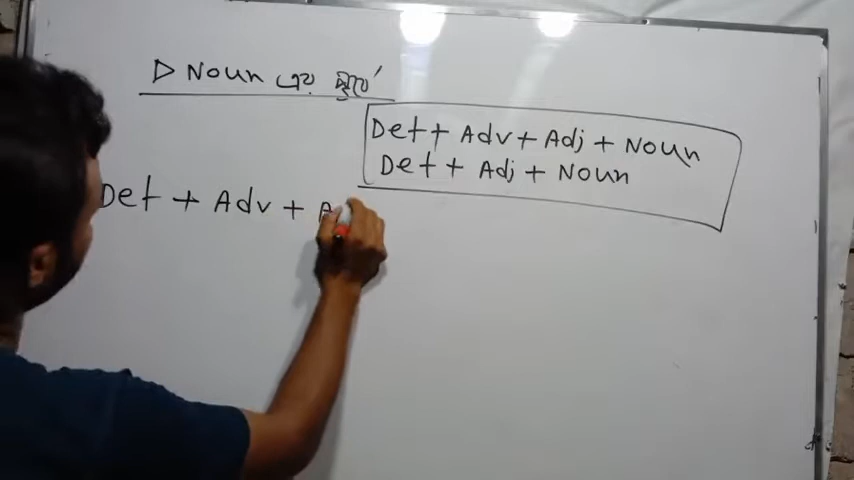 ▷ Noun এর সূত্র
Det + Adv + Adj + Noun
Det + Adj + Noun
Det + Adv + A